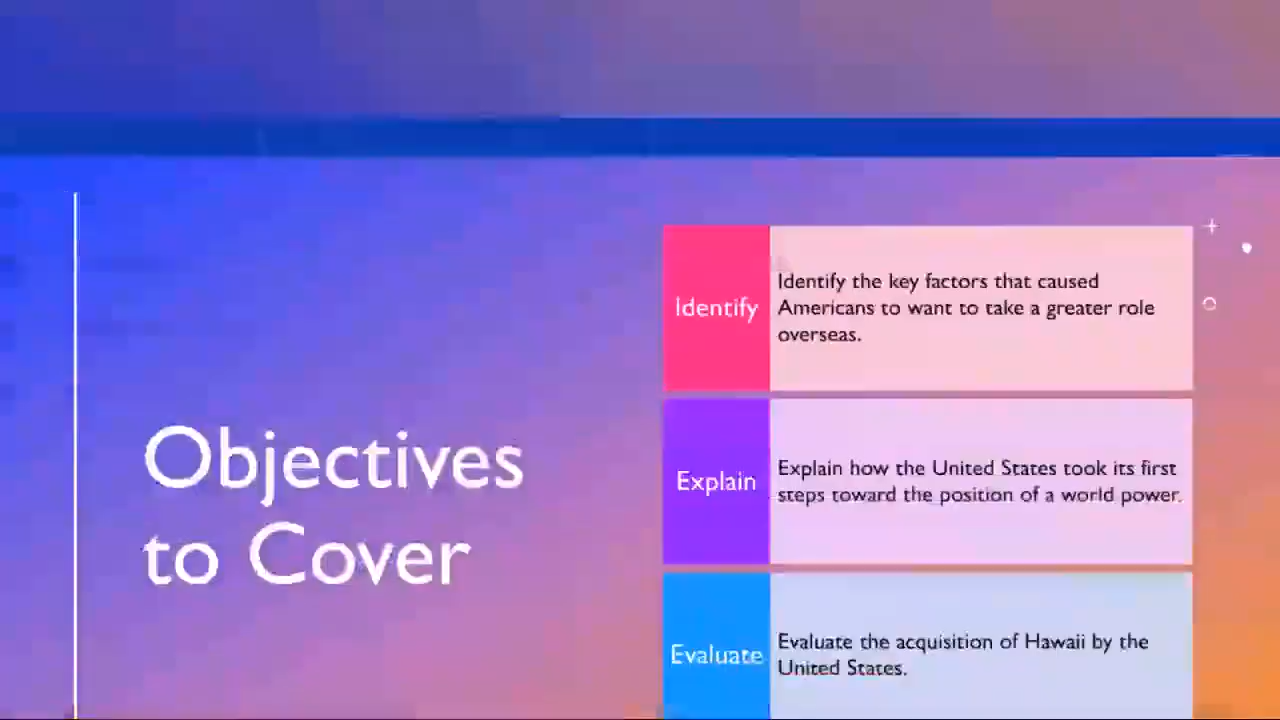 Objectives
to Cover
Identify
Identify the key factors that caused
Americans to want to take a greater role
overseas.
Explain
Explain how the United States took its first
steps toward the position of a world power.
Evaluate
Evaluate the acquisition of Hawaii by the
United States.